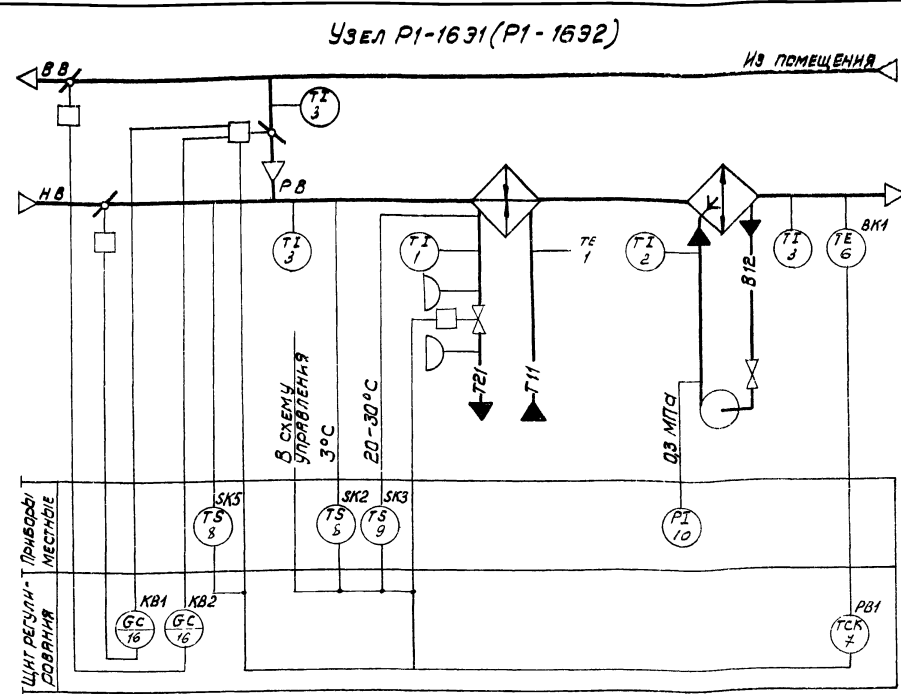 Узел Р1-16Э1 (Р1-16Э2)
ВВ
Из помещения
TI
3
РВ
НВ
TI
3
TI
1
TE
1
TI
2
TI
3
TE
6
ВК1
В12
Т21
Т11
В схему
управления
3°С
20-30°С
0,3 МПа
Приборы
местные
SK5
TS
8
SK2
TS
8
SK3
TS
9
PI
10
Щит регули-
рования
КВ1
GC
16
КВ2
GC
16
РВ1
TCK
7